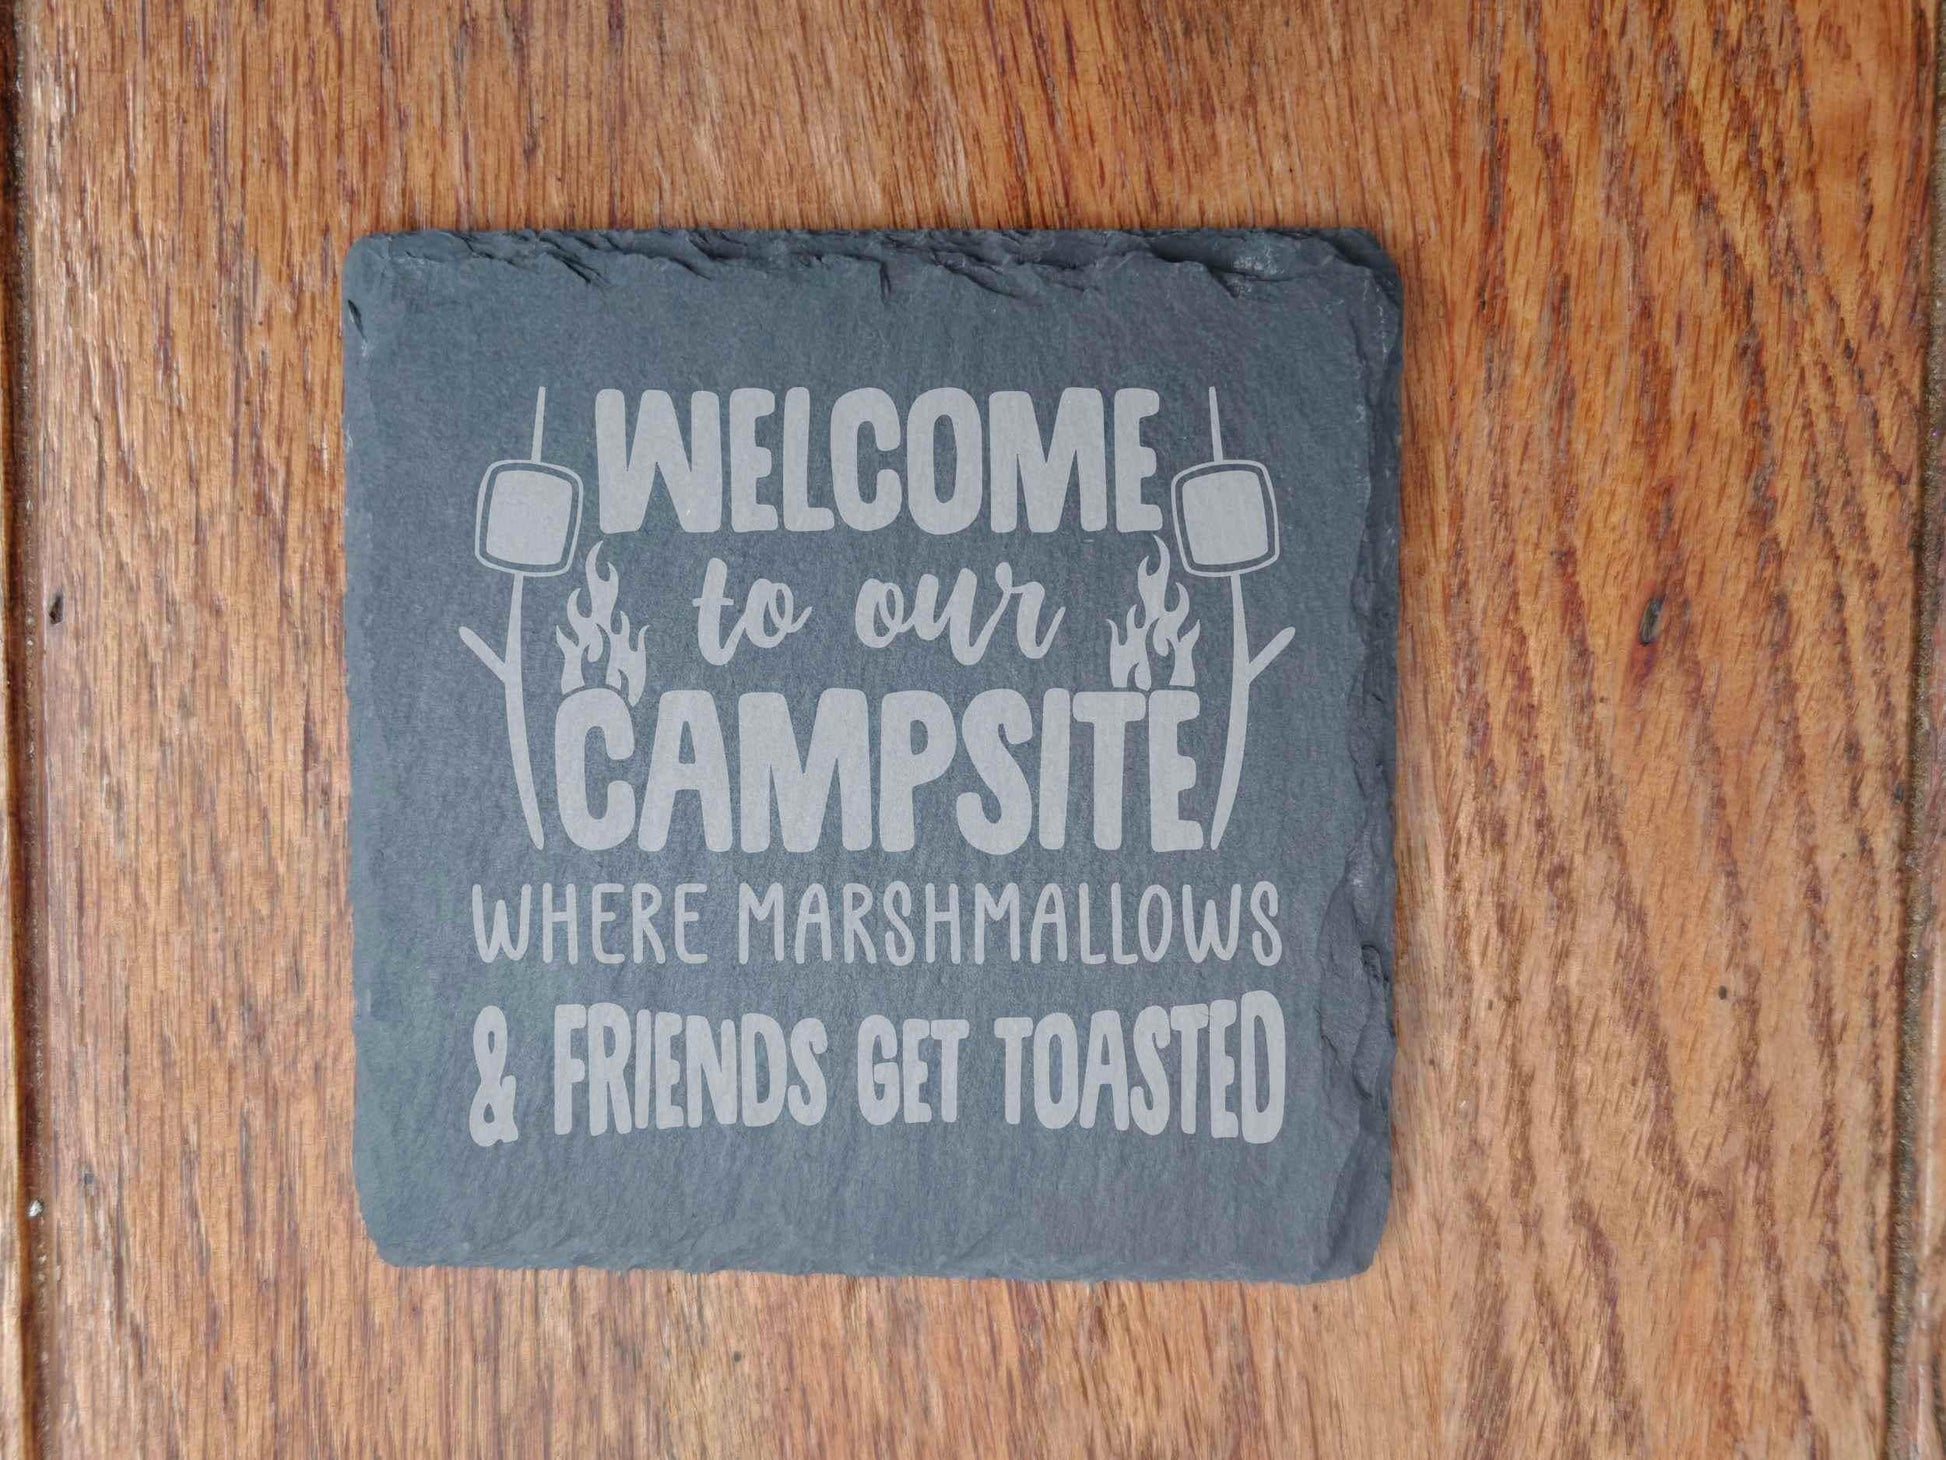 WELCOME
to our
CAMPSITE
WHERE MARSHMALLOWS
& FRIENDS GET TOASTED